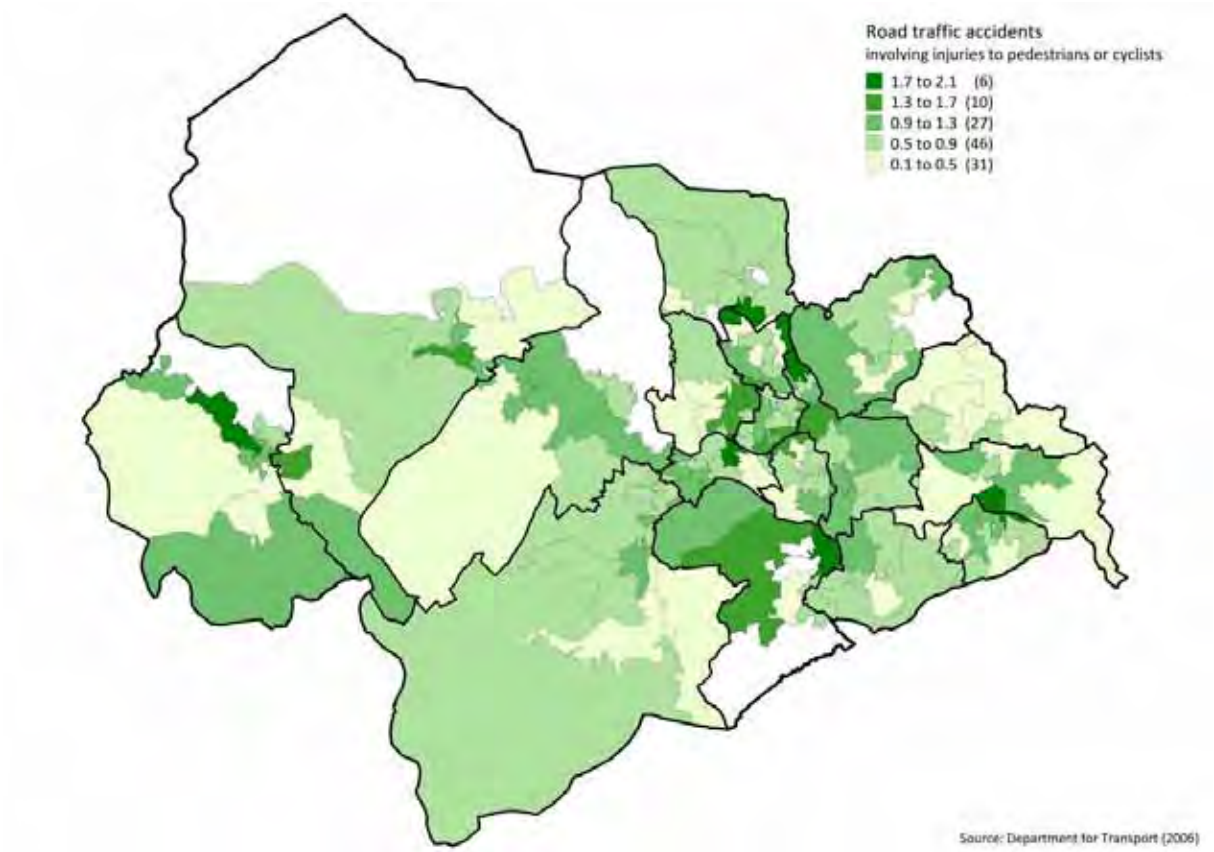 Road traffic accidents
involving injuries to pedestrians or cyclists
1.7 to 2.1 (6)
1.3 to 1.7 (10)
0.9 to 1.3 (27)
0.5 to 0.9 (46)
0.1 to 0.5 (31)
Source: Department for Transport (2006)